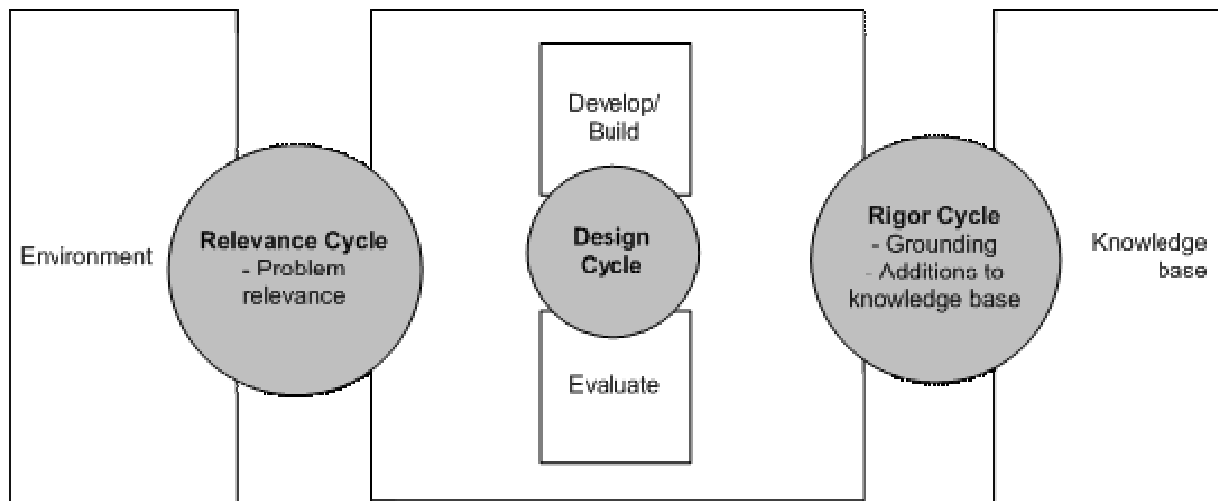 Environment
Relevance Cycle
- Problem
relevance
Develop/
Build
Design
Cycle
Evaluate
Rigor Cycle
- Grounding
- Additions to
knowledge base
Knowledge
base